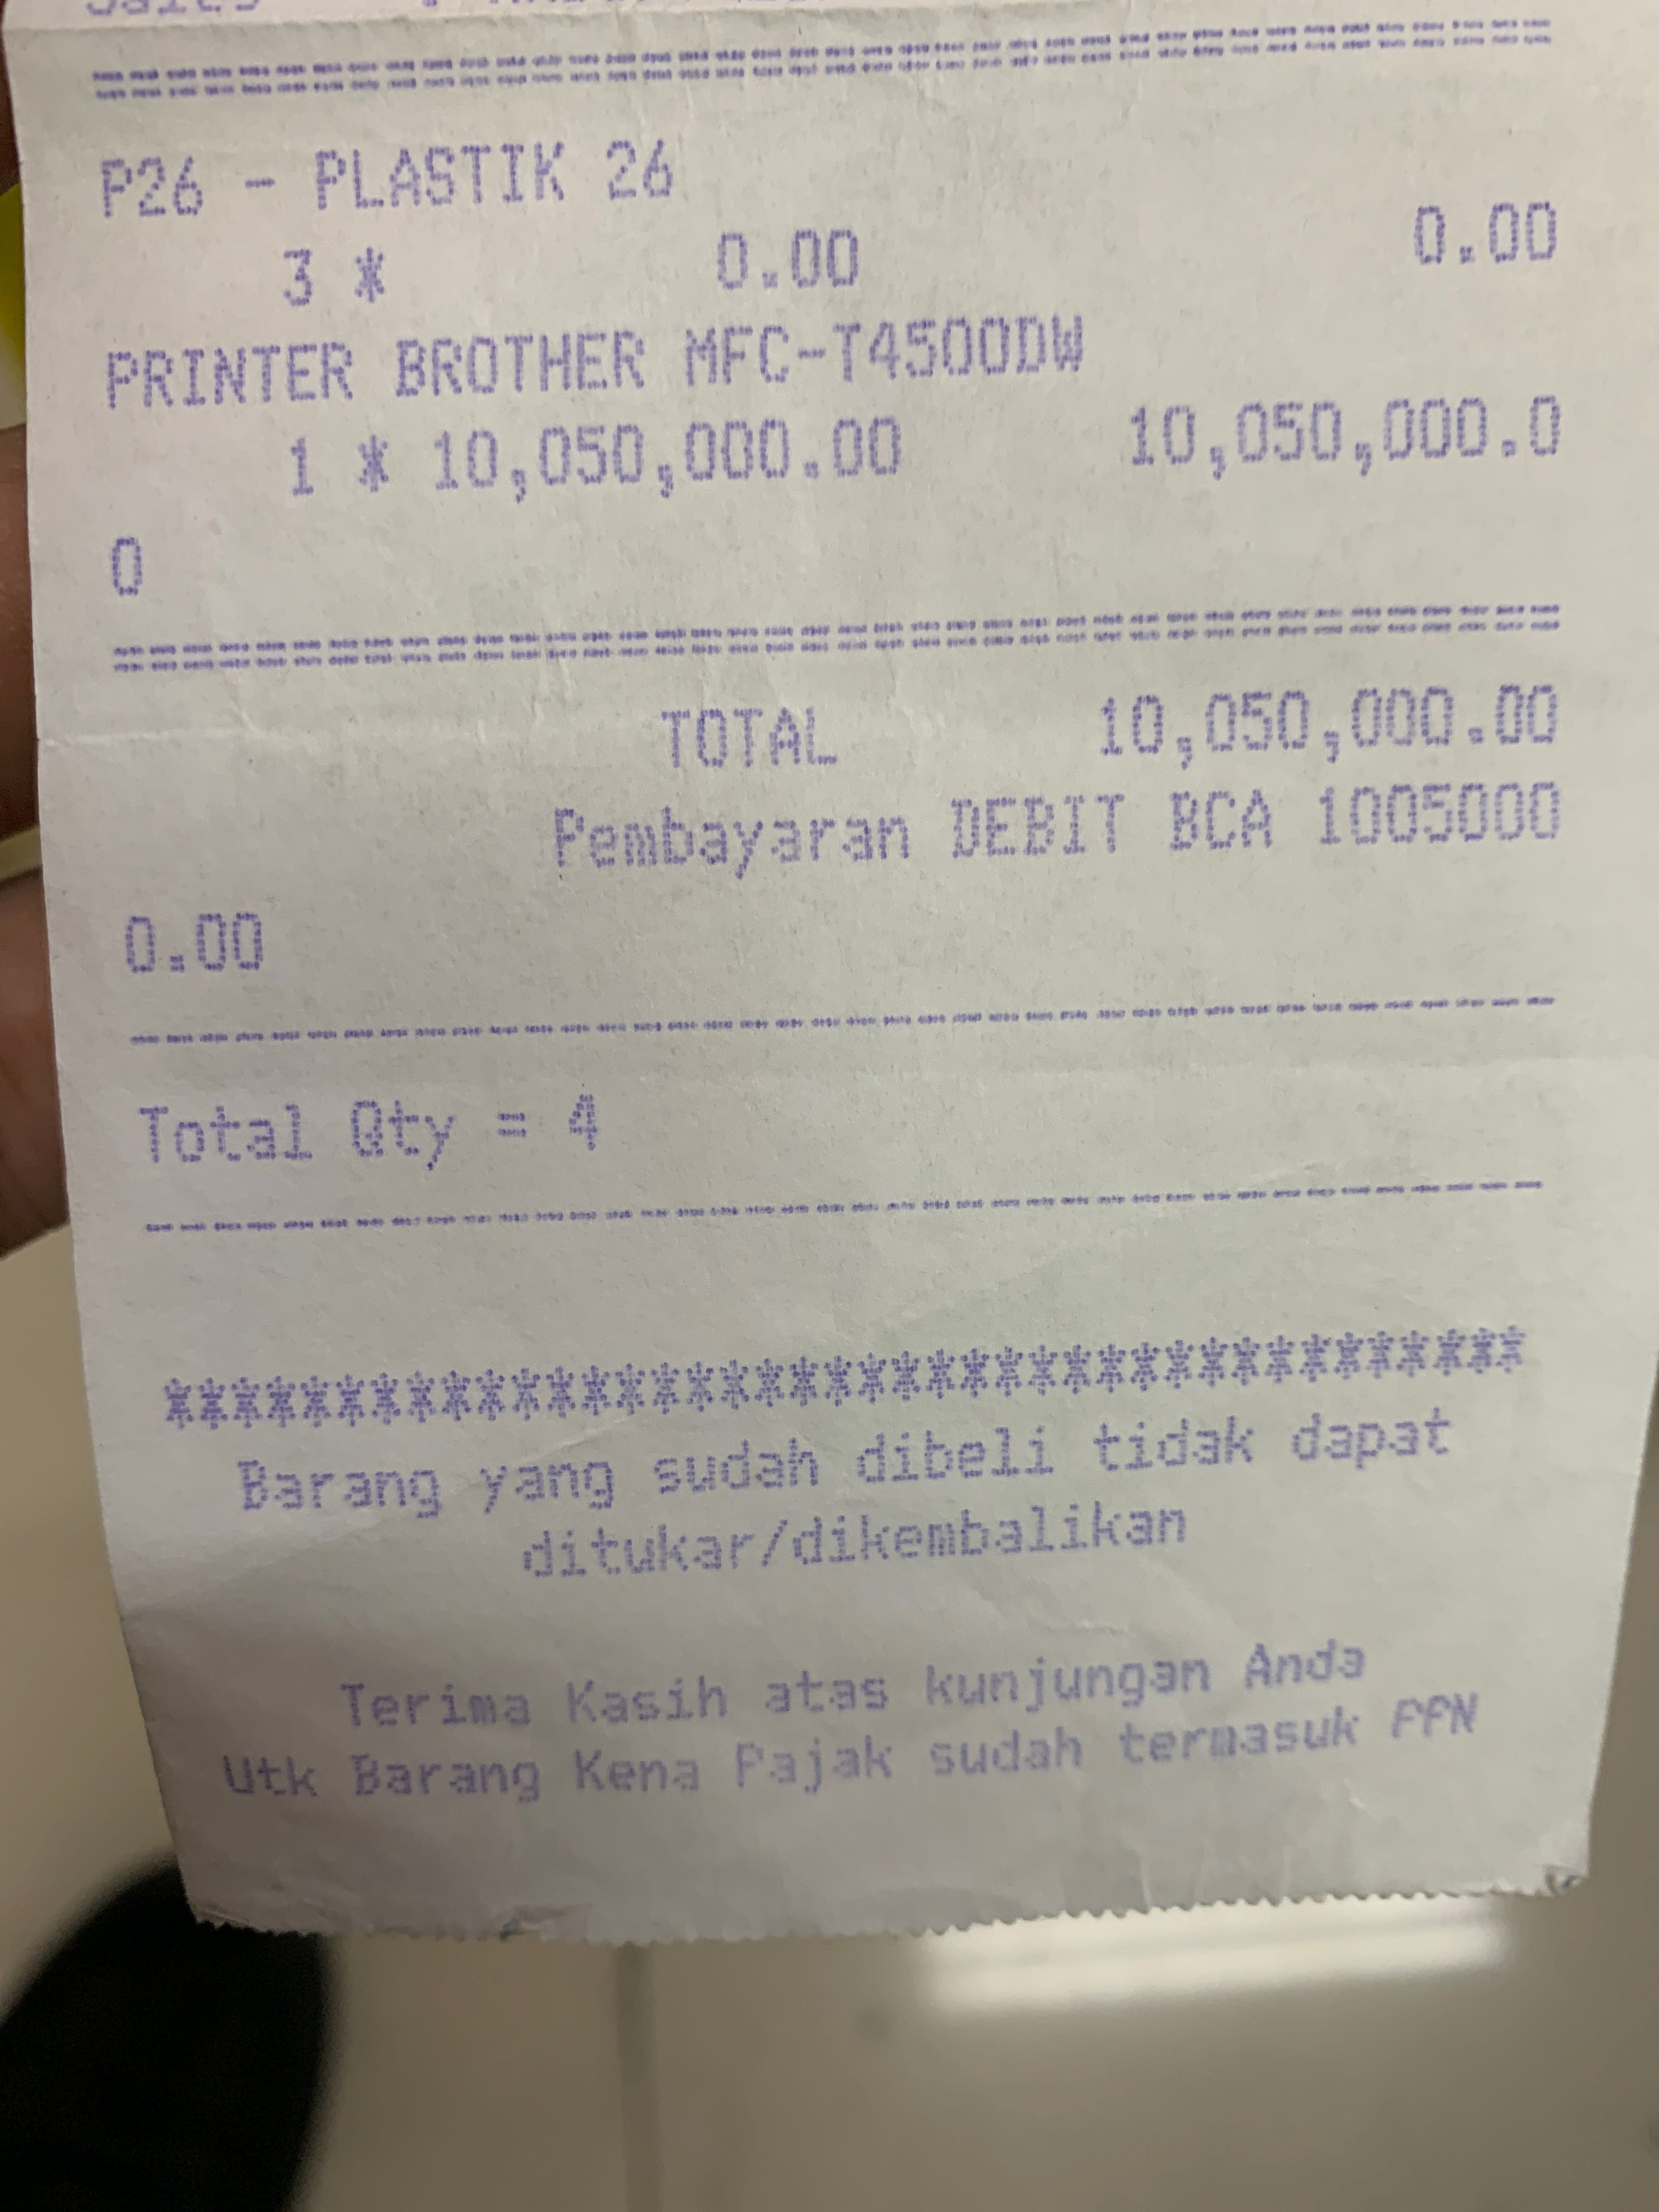 Sales :
================================================
P26 - PLASTIK 26
3 * 0.00 0.00
PRINTER BROTHER MFC-T4500DW
1 * 10,050,000.00 10,050,000.0
0
================================================
TOTAL 10,050,000.00
Pembayaran DEBIT BCA 1005000
0.00
----------------------------------------
Total Qty = 4
----------------------------------------
****************************************
Barang yang sudah dibeli tidak dapat
ditukar/dikembalikan
Terima Kasih atas kunjungan Anda
Utk Barang Kena Pajak sudah termasuk PPN